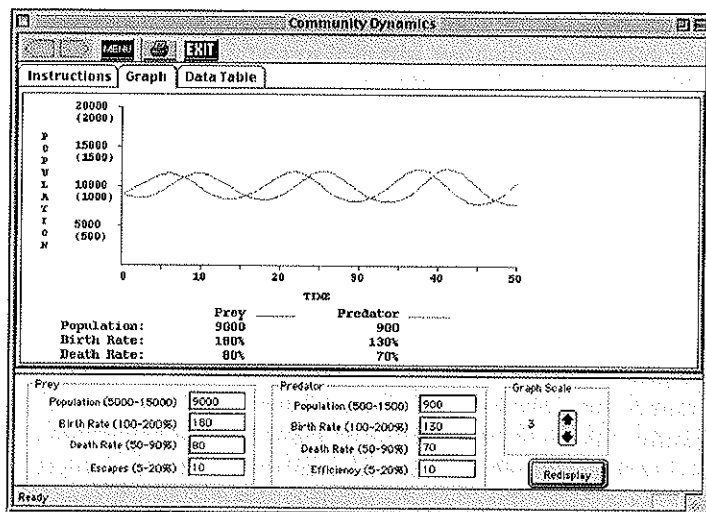 Community Dynamics
MENU EXIT
Instructions Graph Data Table
POPULATION
20000
(2000)
15000
(1500)
10000
(1000)
5000
(500)
0 10 20 30 40 50
TIME
Prey Predator
Population: 9000 900
Birth Rate: 180% 130%
Death Rate: 80% 70%
Prey
Population (5000-15000) 9000
Birth Rate (100-200%) 180
Death Rate (50-90%) 80
Escapes (5-20%) 10
Predator
Population (500-1500) 900
Birth Rate (100-200%) 130
Death Rate (50-90%) 70
Efficiency (5-20%) 10
Graph Scale
3
Redisplay
Ready